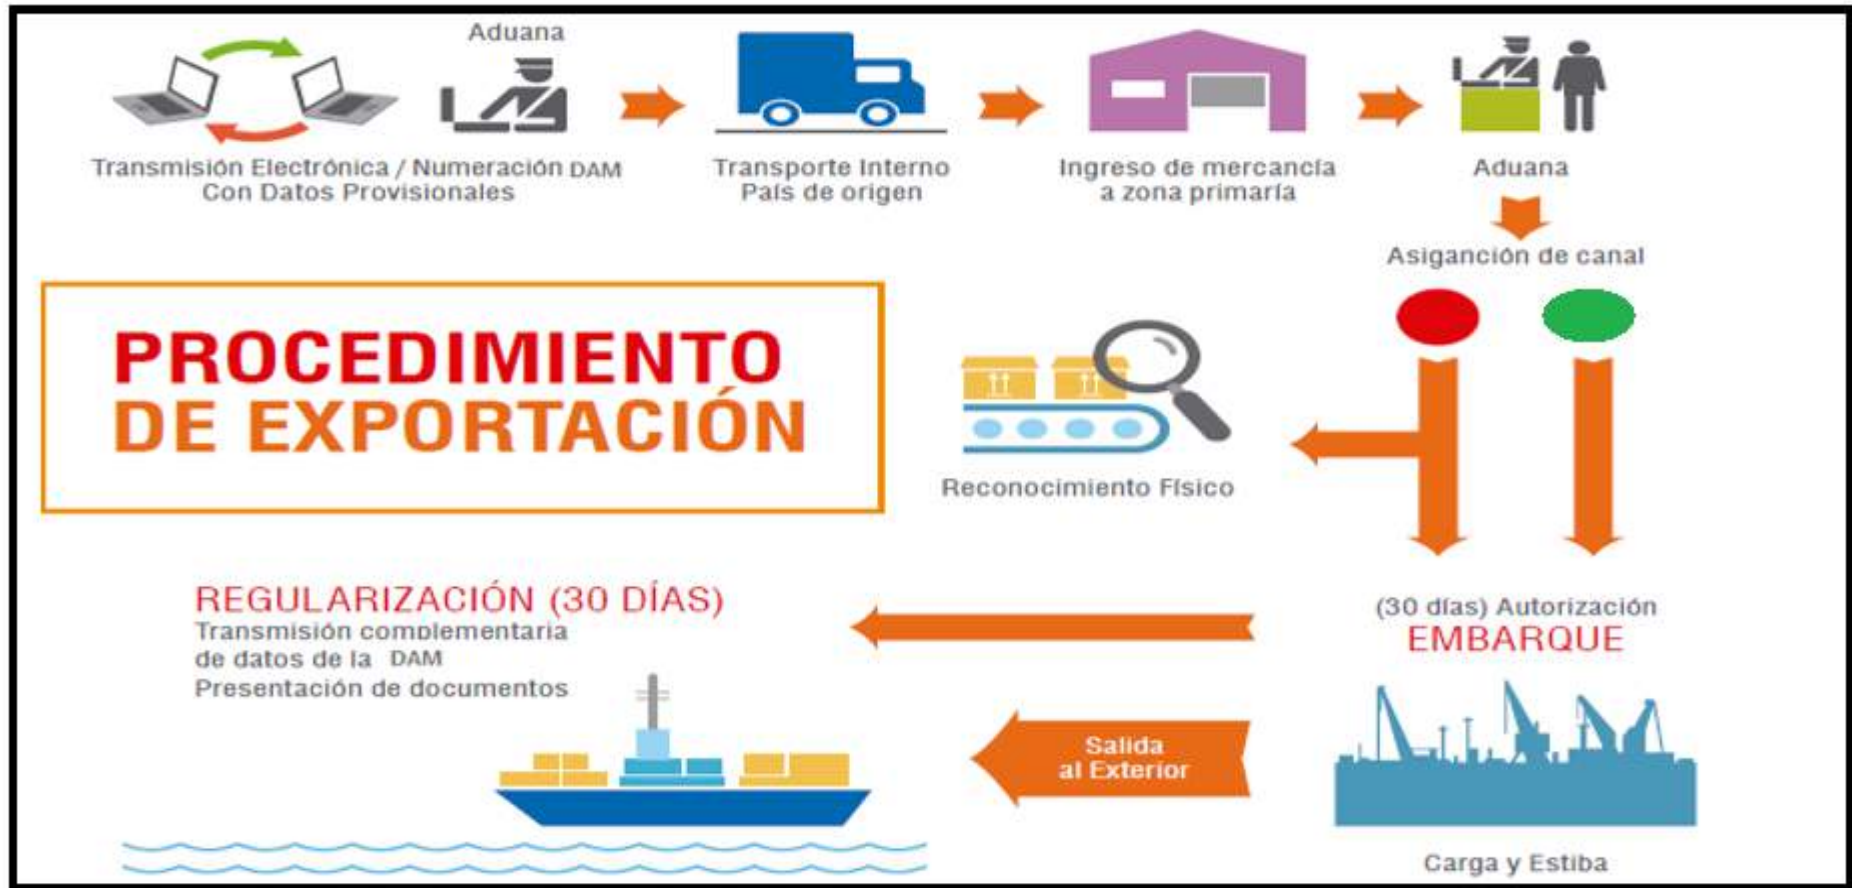 Aduana
Transmisión Electrónica / Numeración DAM
Con Datos Provisionales
Transporte Interno
País de origen
Ingreso de mercancía
a zona primaría
Aduana
Asigancíón de canal
PROCEDIMIENTO
DE EXPORTACIÓN
Reconocimiento Físico
REGULARIZACIÓN (30 DÍAS)
Transmisión complementaria
de datos de la DAM
Presentación de documentos
(30 días) Autorización
EMBARQUE
Salida
al Exterior
Carga y Estiba